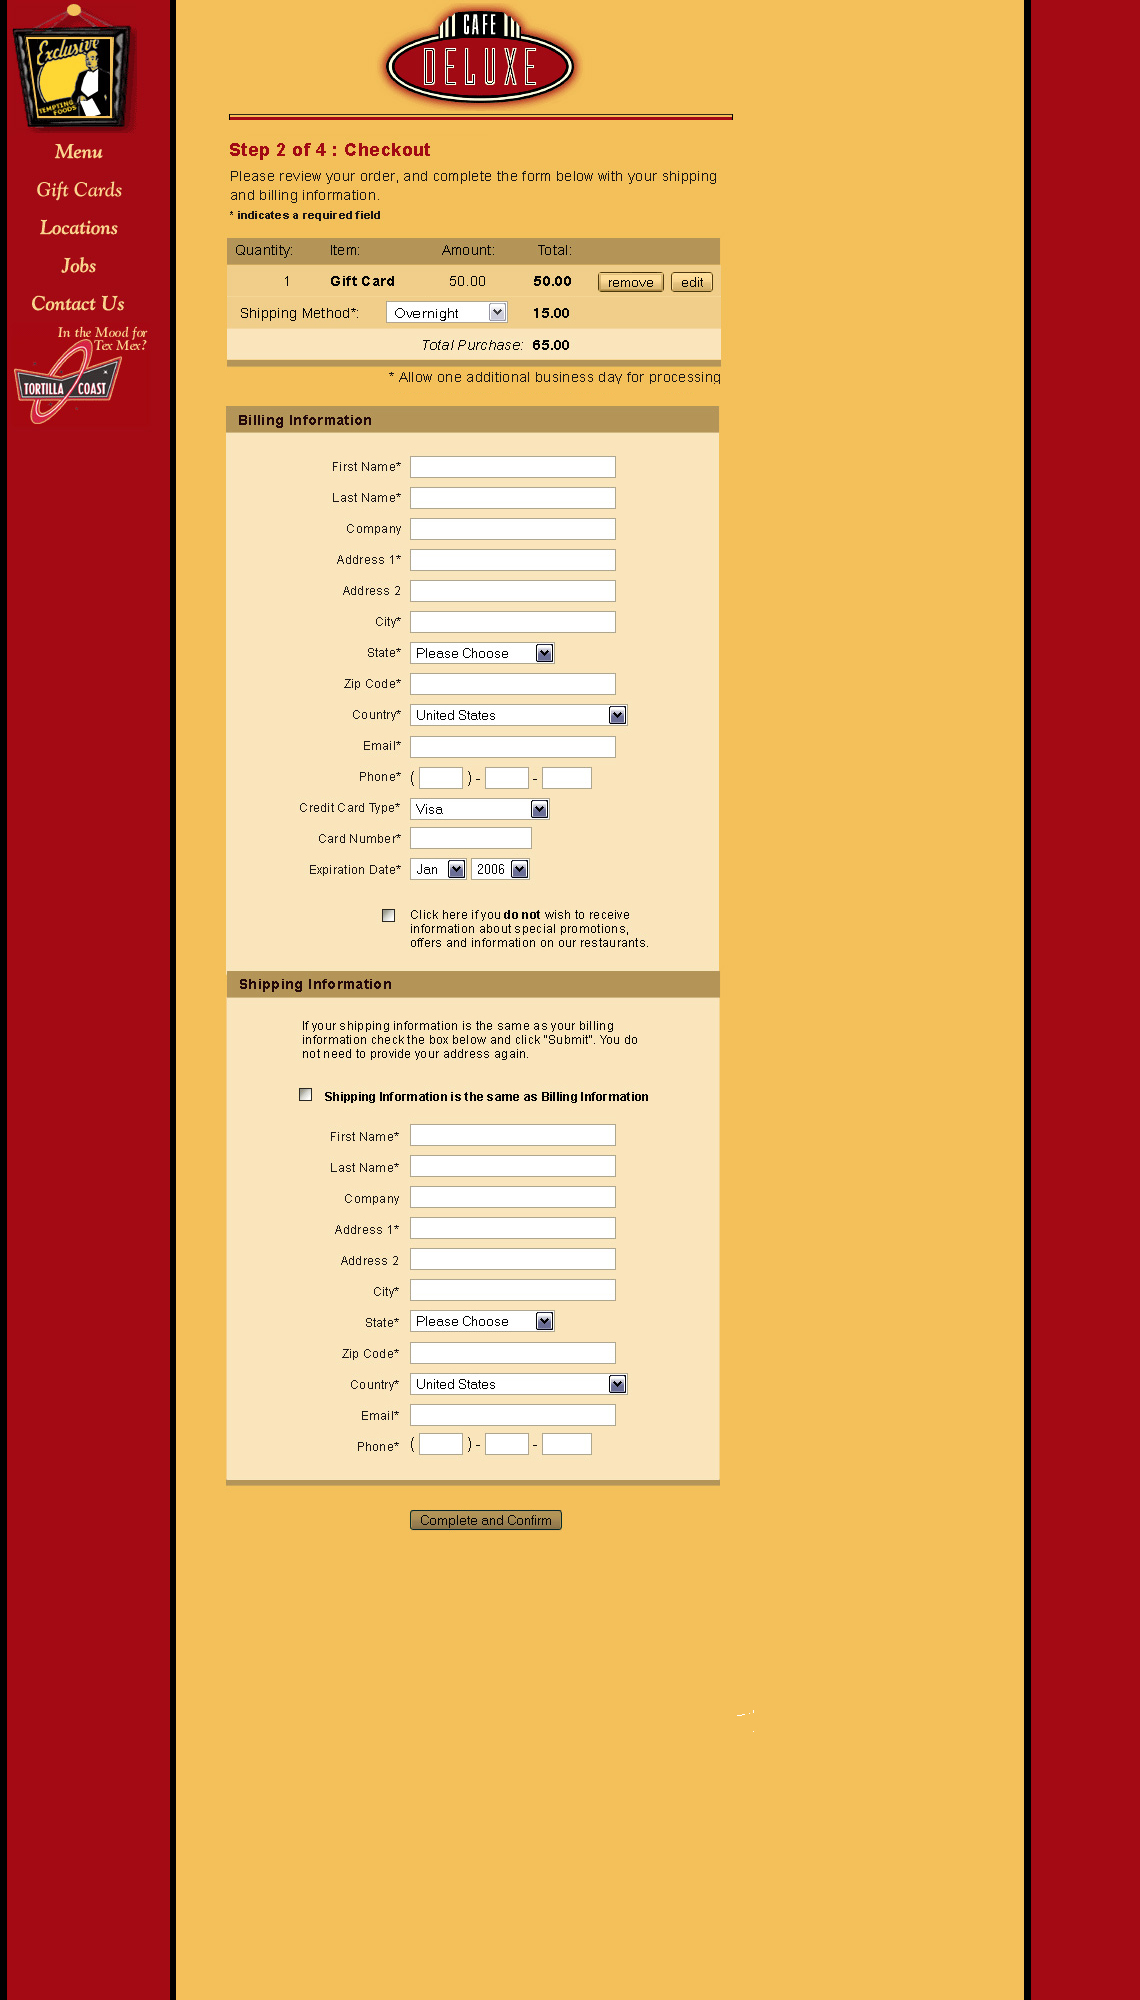 Exclusive
TEMPTING
FOODS
Menu
Gift Cards
Locations
Jobs
Contact Us
In the Mood for
Tex Mex?
TORTILLA COAST
CAFE
DELUXE
Step 2 of 4 : Checkout
Please review your order, and complete the form below with your shipping
and billing information.
* indicates a required field
Quantity: Item: Amount: Total:
1 Gift Card 50.00 50.00 remove edit
Shipping Method*: Overnight 15.00
Total Purchase: 65.00
* Allow one additional business day for processing
Billing Information
First Name*
Last Name*
Company
Address 1*
Address 2
City*
State* Please Choose
Zip Code*
Country* United States
Email*
Phone* ( ) - -
Credit Card Type* Visa
Card Number*
Expiration Date* Jan 2006
Click here if you do not wish to receive
information about special promotions,
offers and information on our restaurants.
Shipping Information
If your shipping information is the same as your billing
information check the box below and click "Submit". You do
not need to provide your address again.
Shipping Information is the same as Billing Information
First Name*
Last Name*
Company
Address 1*
Address 2
City*
State* Please Choose
Zip Code*
Country* United States
Email*
Phone* ( ) - -
Complete and Confirm